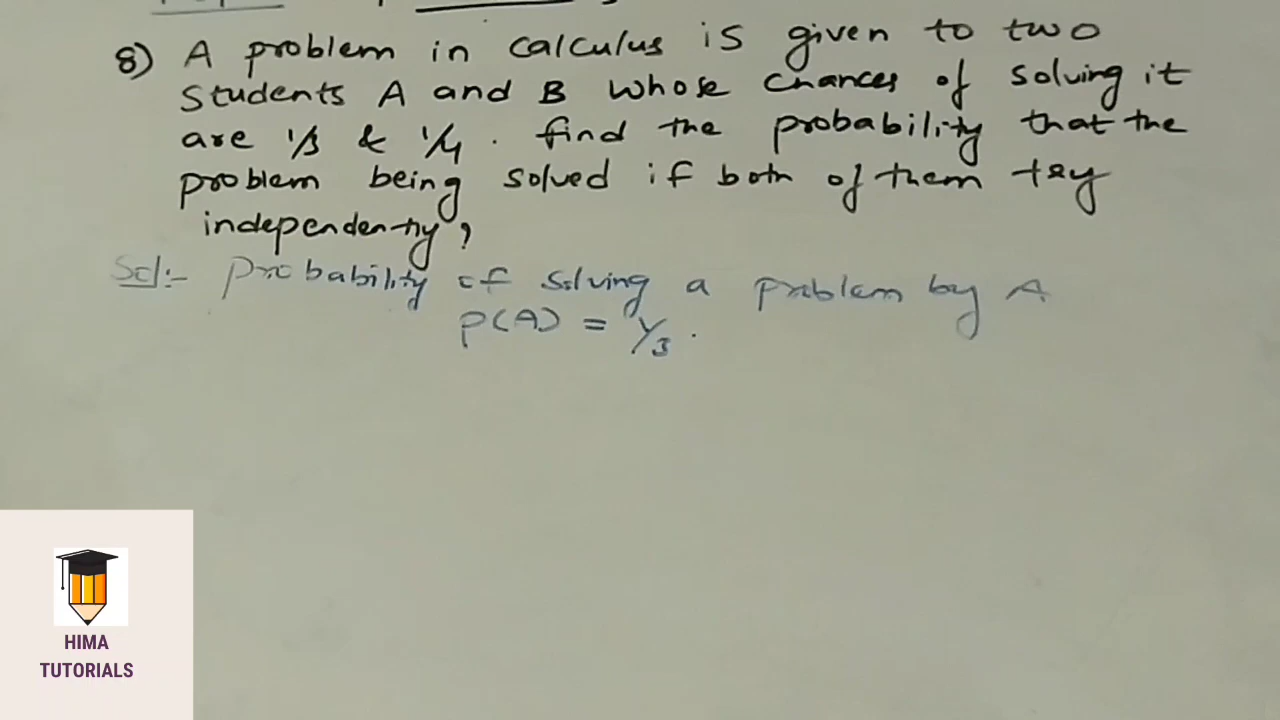 8) A problem in calculus is given to two
students A and B whose chances of solving it
are 1/3 & 1/4. find the probability that the
problem being solved if both of them try
independently?
Sol:- probability of solving a problem by A
P(A) = 1/3.
HIMA
TUTORIALS